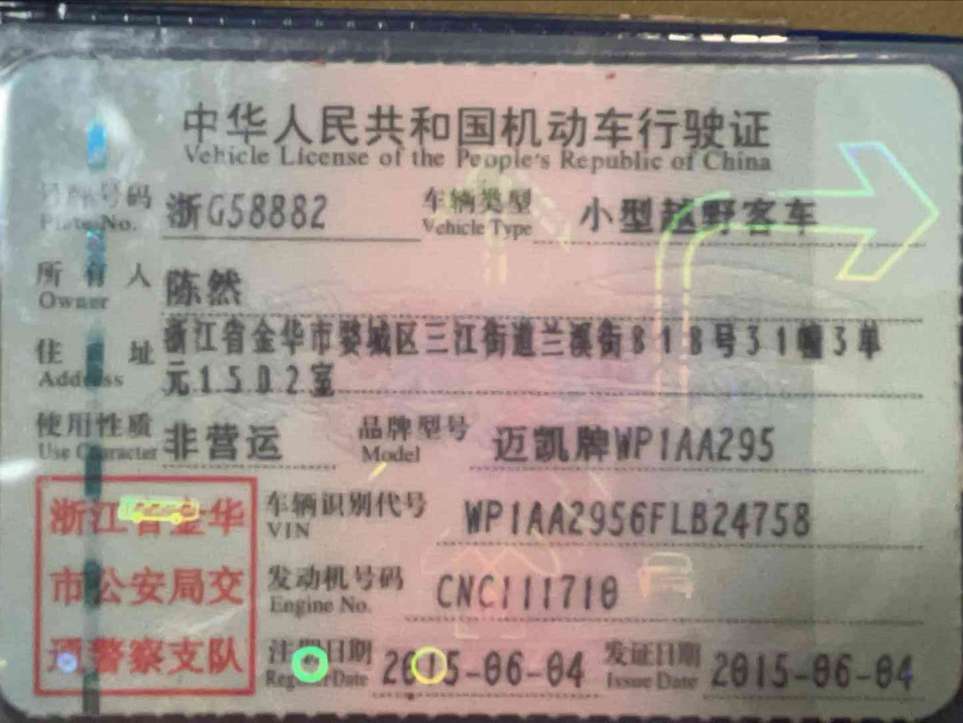 中华人民共和国机动车行驶证
Vehicle License of the People's Republic of China
号牌号码 浙G58882 车辆类型 小型越野客车
Plate No. Vehicle Type
所有人 陈然
Owner
住址 浙江省金华市婺城区三江街道兰溪街818号31幢3单
Address 元1502室
使用性质 非营运 品牌型号 迈凯牌WP1AA295
Use Character Model
浙江省金华 车辆识别代号 WP1AA2956FLB24758
VIN
市公安局交 发动机号码 CNC111710
Engine No.
通警察支队 注册日期 2015-06-04 发证日期 2015-06-04
Register Date Issue Date